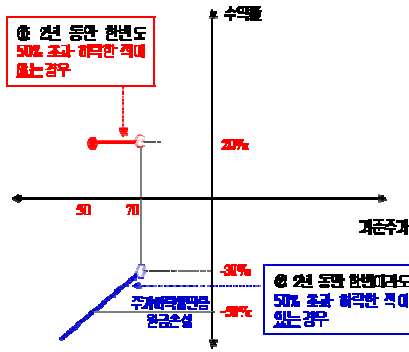 수익률
① 2년 동안 한번도
50% 초과 하락한 적이
없는 경우
20%
50
70
기준주가
-30%
② 2년 동안 한번이라도
50% 초과 하락한 적이
있는 경우
주가하락률만큼
원금손실
-50%